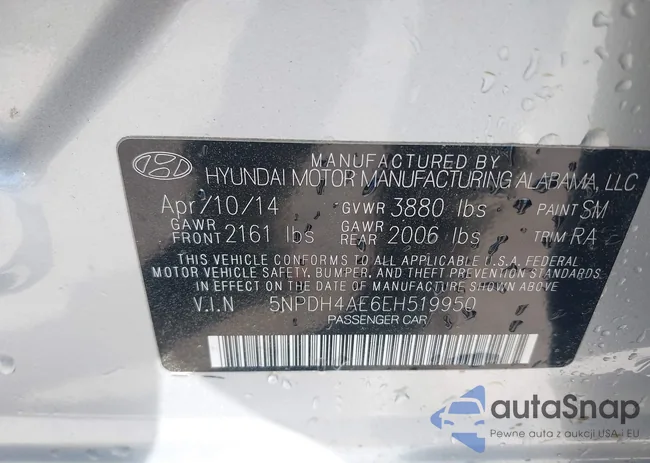 MANUFACTURED BY
HYUNDAI MOTOR MANUFACTURING ALABAMA, LLC
Apr/10/14 GVWR 3880 lbs PAINT SM
GAWR FRONT 2161 lbs GAWR REAR 2006 lbs TRIM RA
THIS VEHICLE CONFORMS TO ALL APPLICABLE U.S.A. FEDERAL
MOTOR VEHICLE SAFETY, BUMPER, AND THEFT PREVENTION STANDARDS
IN EFFECT ON THE DATE OF MANUFACTURE SHOWN ABOVE
V.I.N 5NPDH4AE6EH519950
PASSENGER CAR
autoSnap
Pewne auta z aukcji USA i EU